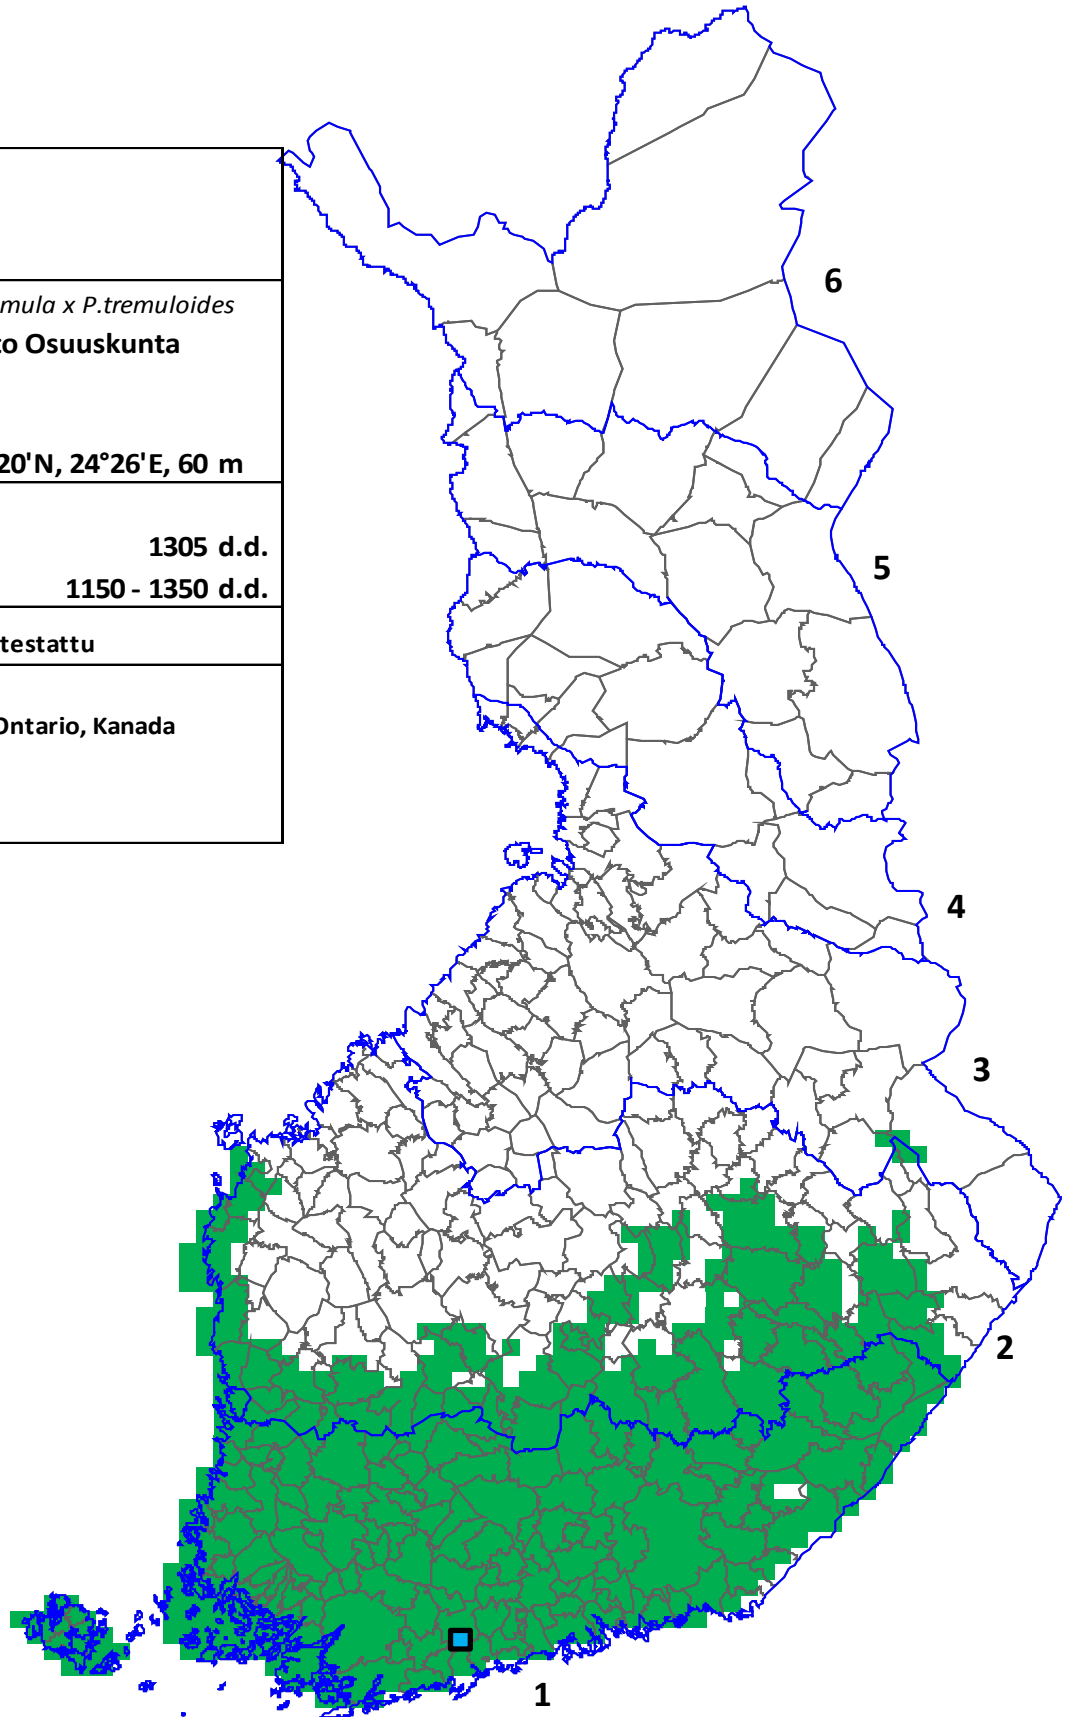 mula x P.tremuloides
to Osuuskunta
20'N, 24°26'E, 60 m
1305 d.d.
1150 - 1350 d.d.
testattu
Ontario, Kanada
6
5
4
3
2
1